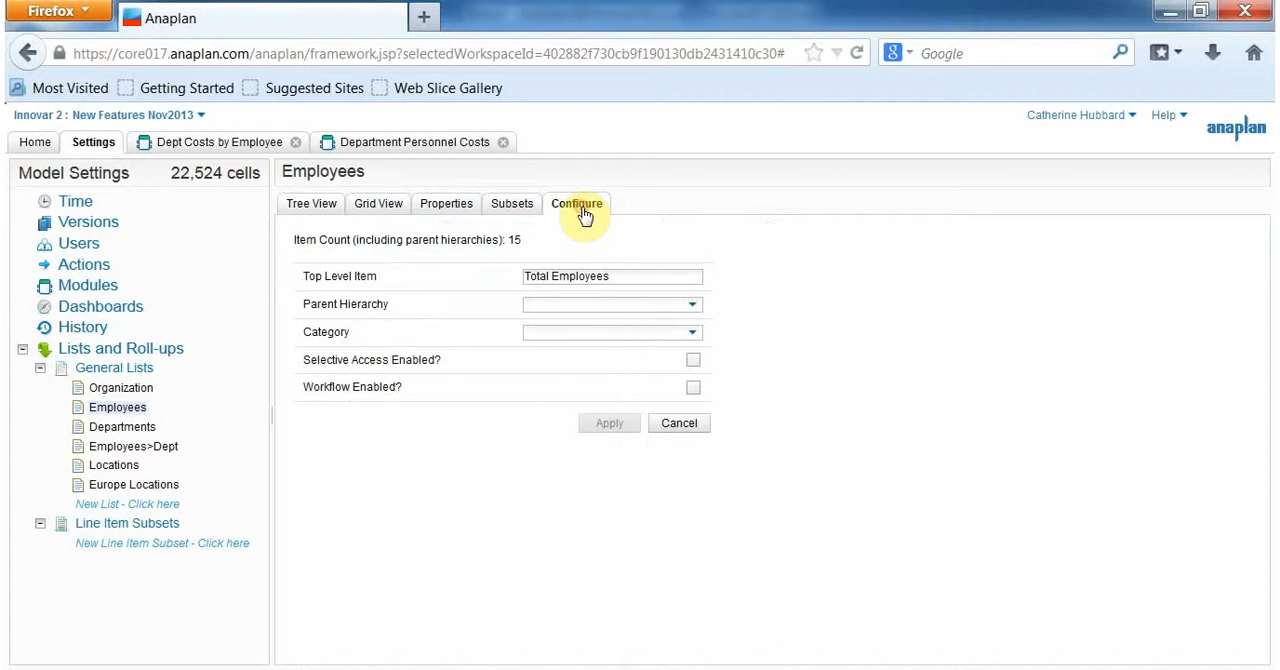 Firefox
Anaplan
https://core017.anaplan.com/anaplan/framework.jsp?selectedWorkspaceId=402882f730cb9f190130db2431410c30#
Google
Most Visited Getting Started Suggested Sites Web Slice Gallery
Innovar 2 : New Features Nov2013
Catherine Hubbard Help
anaplan
Home Settings Dept Costs by Employee Department Personnel Costs
Model Settings 22,524 cells
Time
Versions
Users
Actions
Modules
Dashboards
History
Lists and Roll-ups
General Lists
Organization
Employees
Departments
Employees>Dept
Locations
Europe Locations
New List - Click here
Line Item Subsets
New Line Item Subset - Click here
Employees
Tree View Grid View Properties Subsets Configure
Item Count (including parent hierarchies): 15
Top Level Item Total Employees
Parent Hierarchy
Category
Selective Access Enabled?
Workflow Enabled?
Apply Cancel